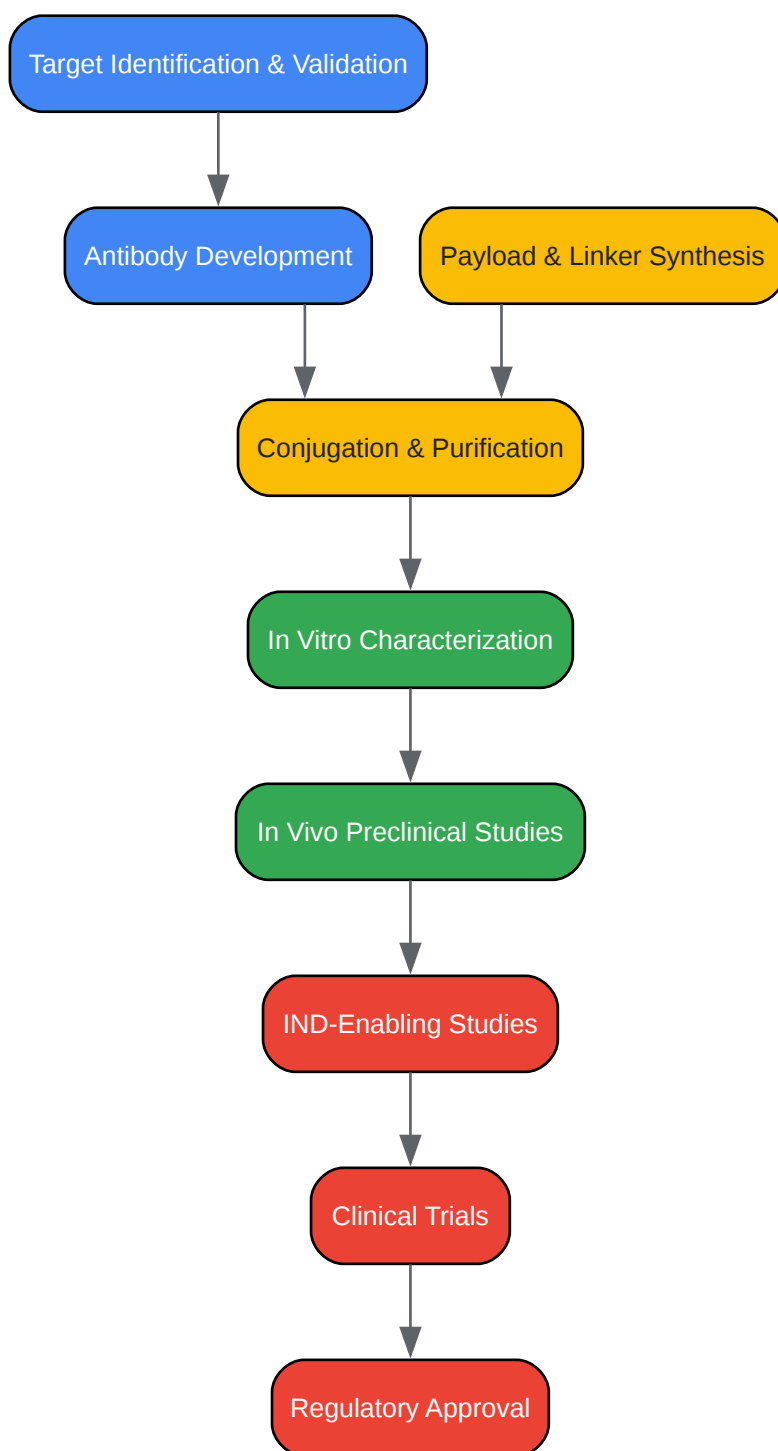 Target Identification & Validation
Antibody Development
Payload & Linker Synthesis
Conjugation & Purification
In Vitro Characterization
In Vivo Preclinical Studies
IND-Enabling Studies
Clinical Trials
Regulatory Approval